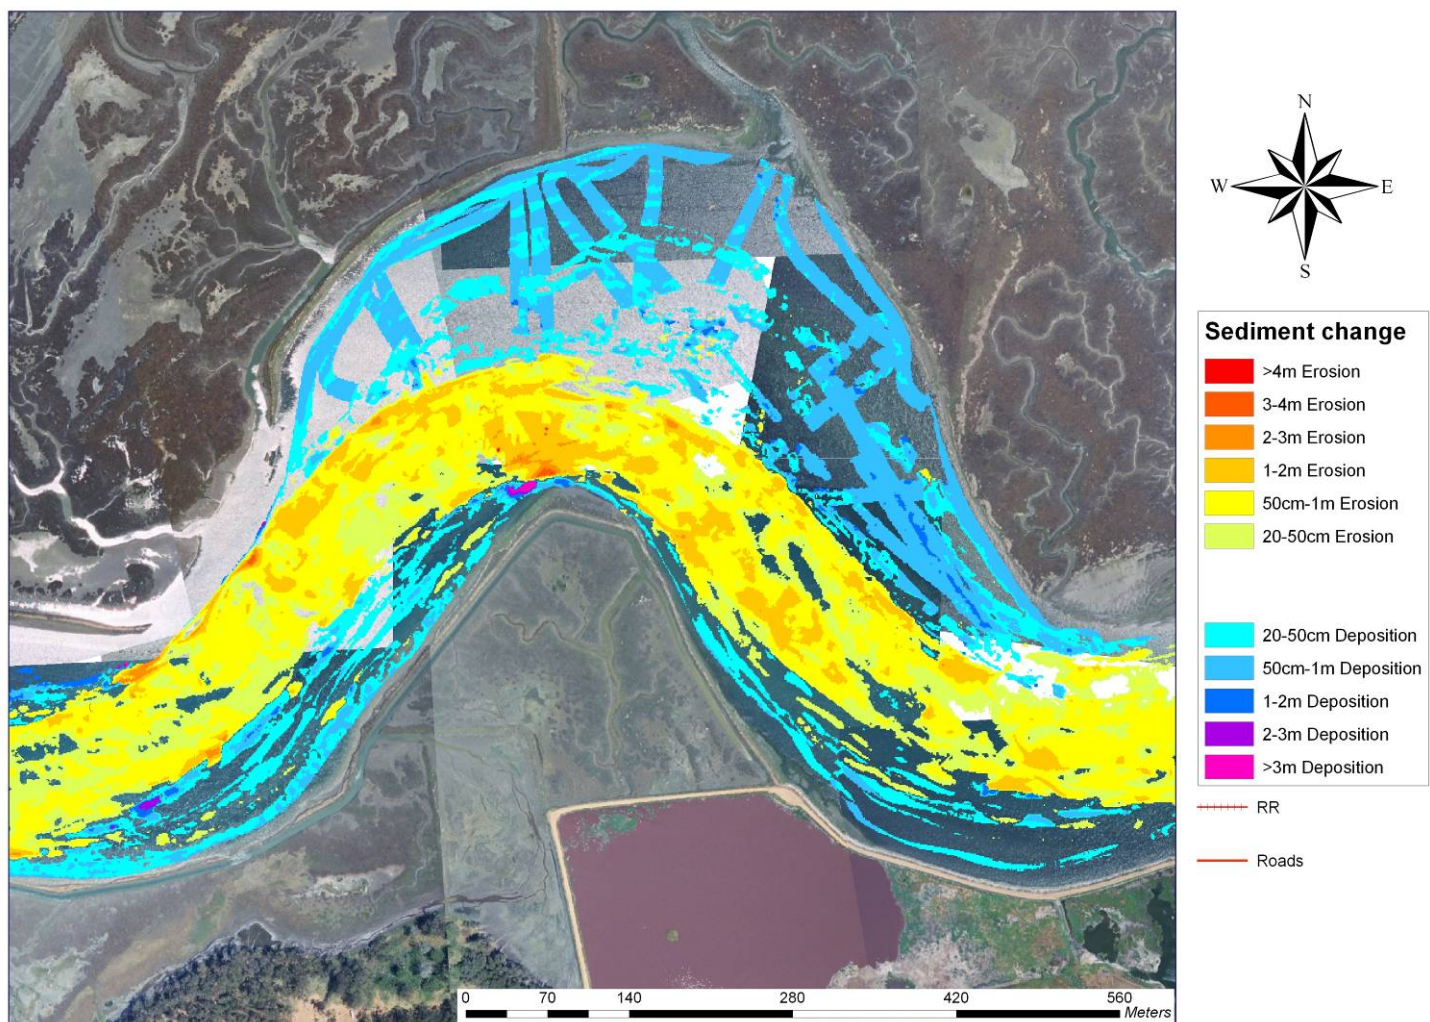 N
W E
S
Sediment change
>4m Erosion
3-4m Erosion
2-3m Erosion
1-2m Erosion
50cm-1m Erosion
20-50cm Erosion
20-50cm Deposition
50cm-1m Deposition
1-2m Deposition
2-3m Deposition
>3m Deposition
RR
Roads
0 70 140 280 420 560
Meters